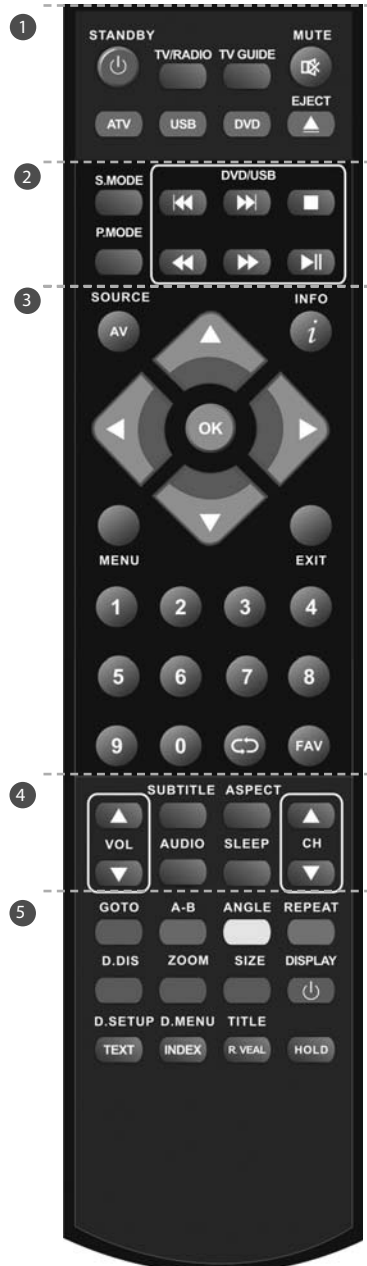 1
STANDBY MUTE
TV/RADIO TV GUIDE
EJECT
ATV USB DVD
2
S.MODE DVD/USB
P.MODE
3
SOURCE INFO
AV i
OK
MENU EXIT
1 2 3 4
5 6 7 8
9 0 FAV
4
SUBTITLE ASPECT
VOL AUDIO SLEEP CH
5
GOTO A-B ANGLE REPEAT
D.DIS ZOOM SIZE DISPLAY
D.SETUP D.MENU TITLE
TEXT INDEX R.VEAL HOLD